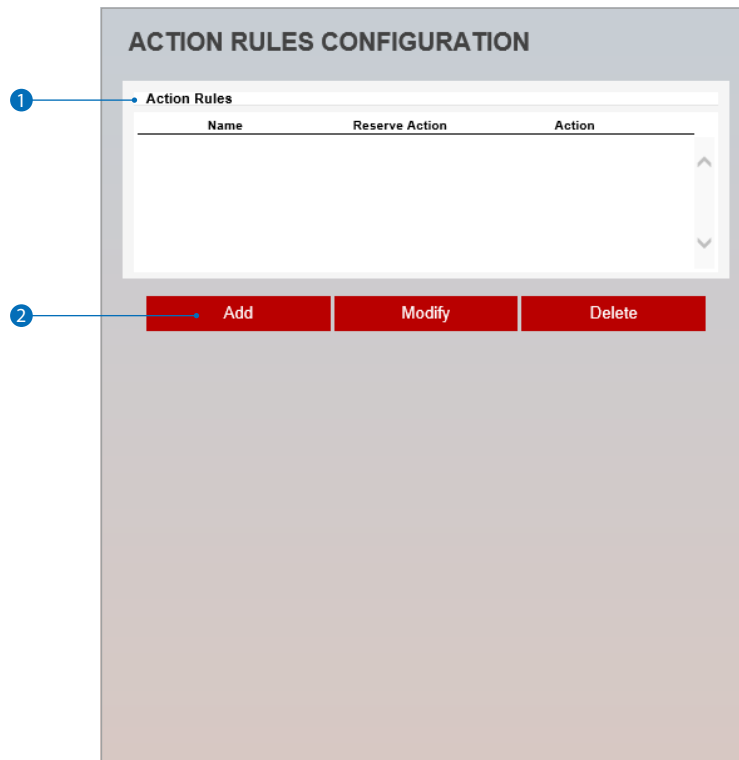 ACTION RULES CONFIGURATION
1 Action Rules
Name Reserve Action Action
2 Add Modify Delete